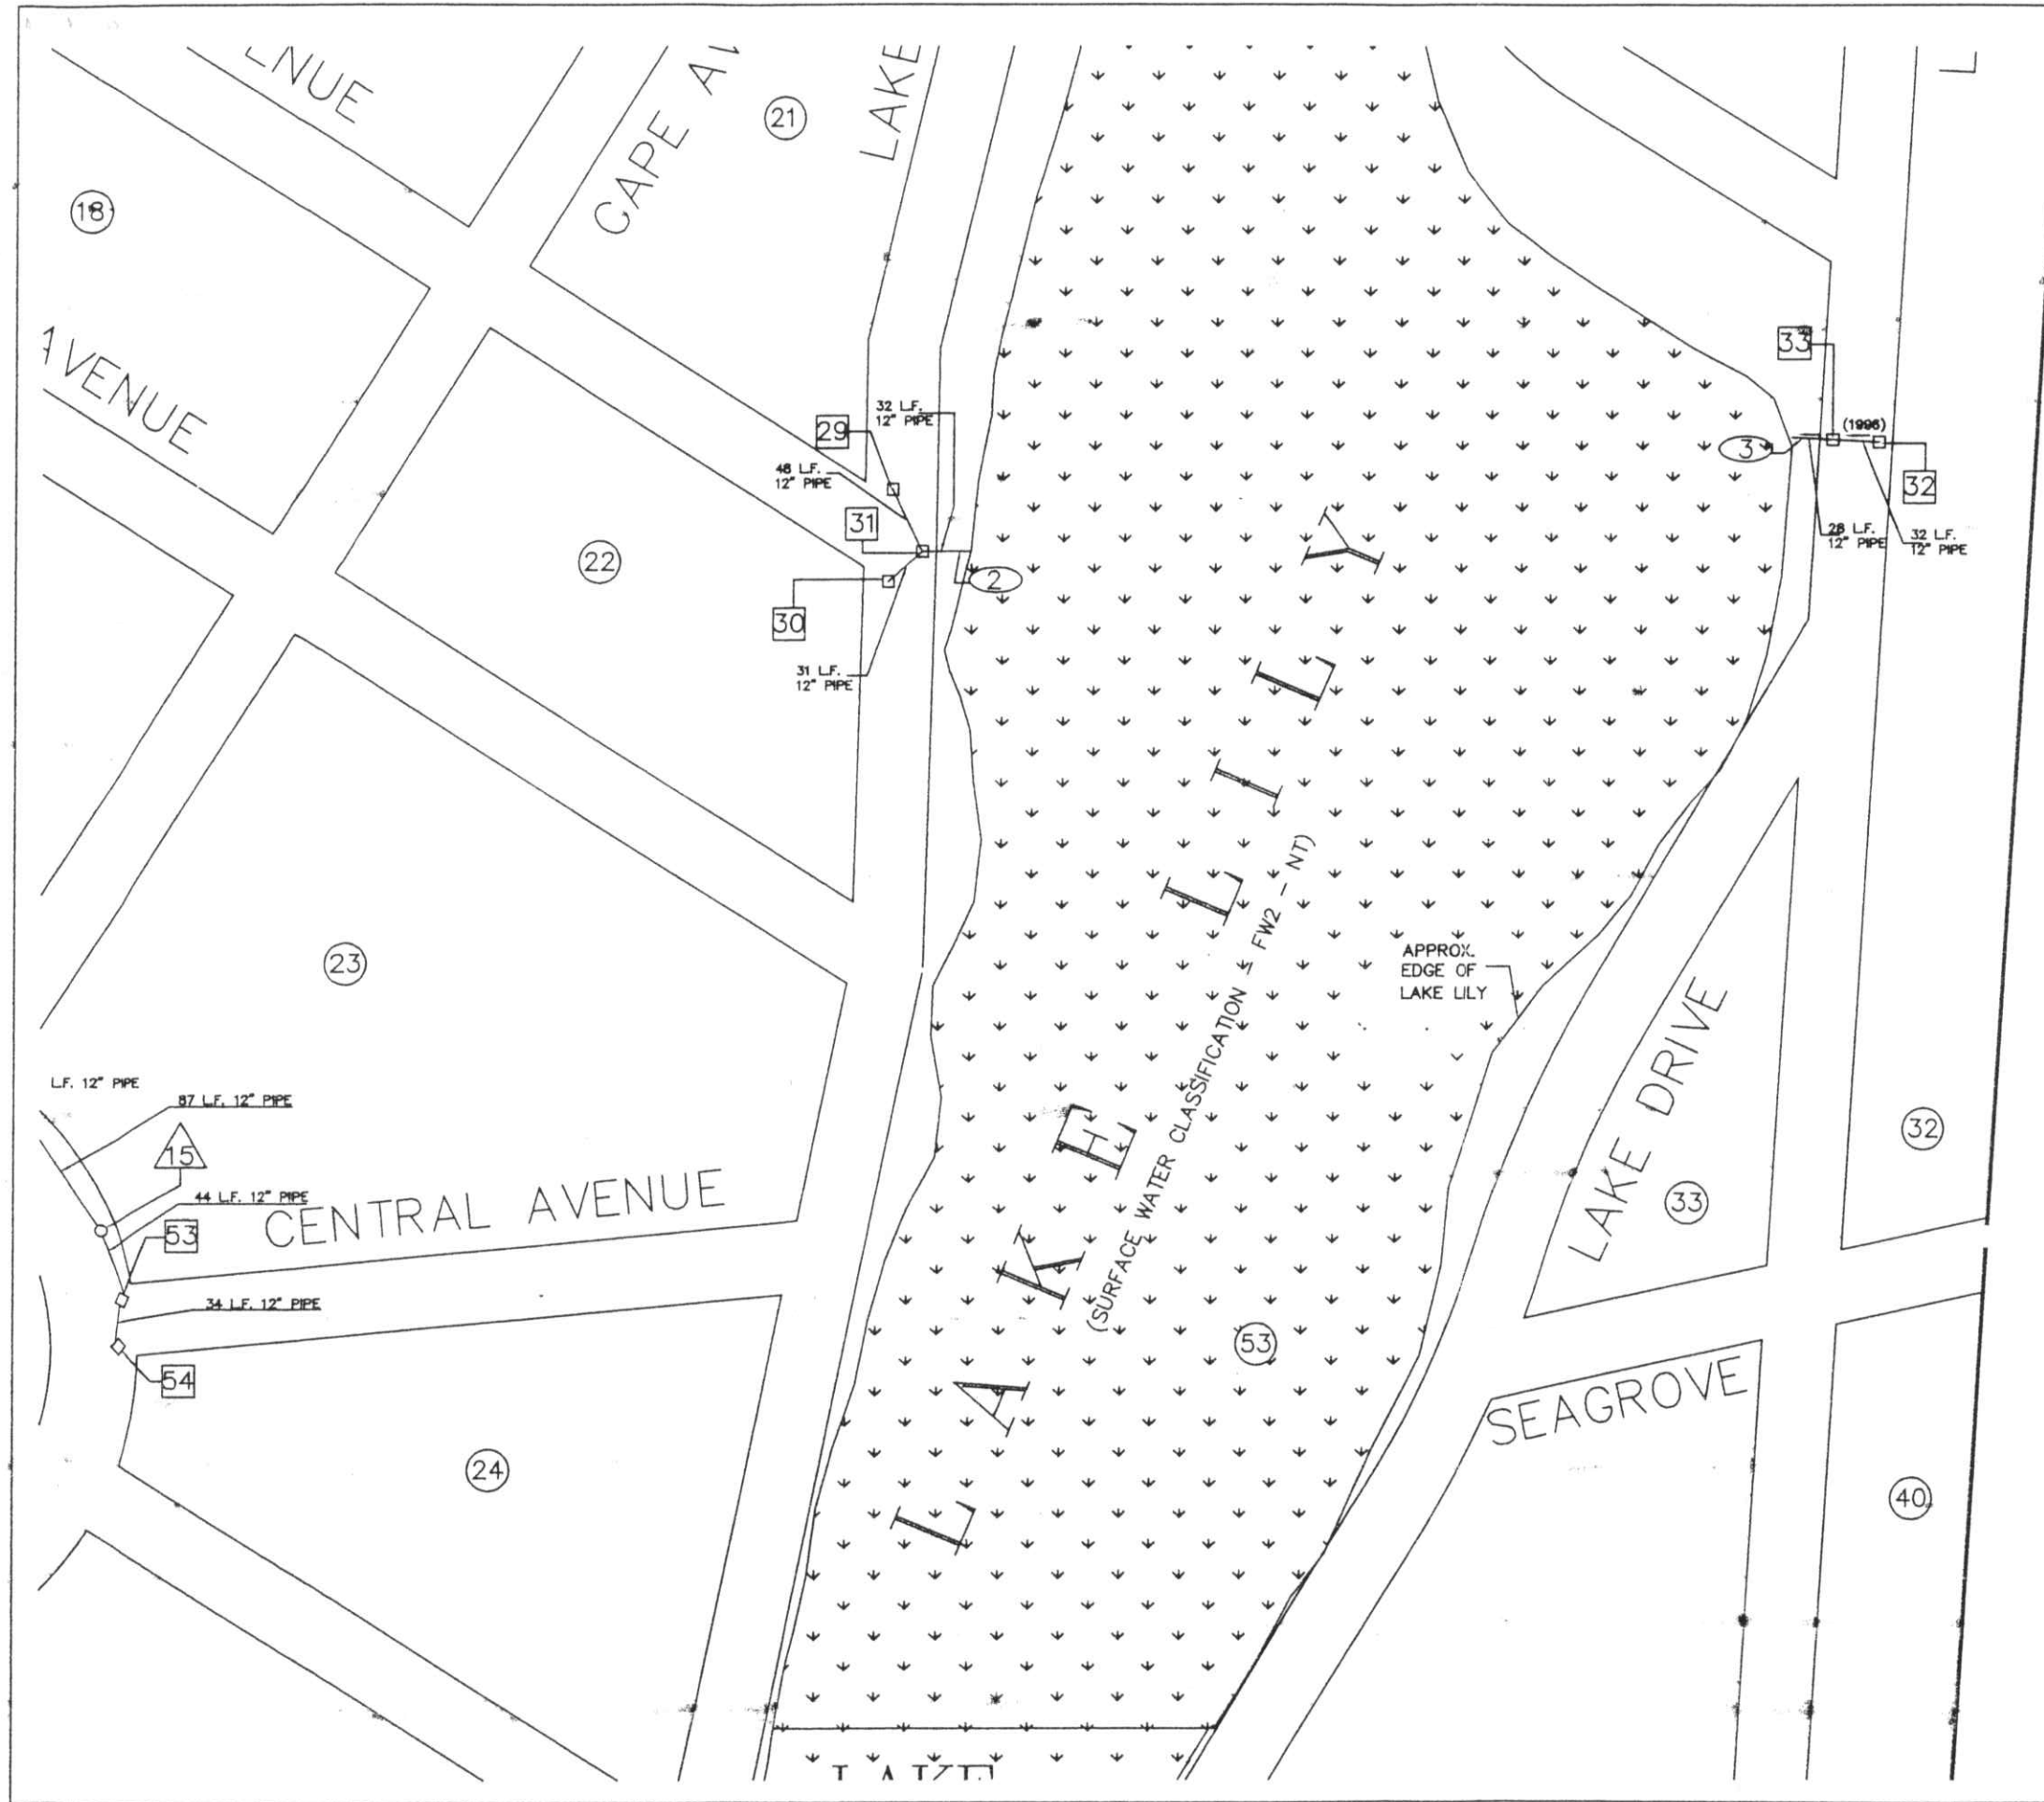 ENUE
CAPE AV
LAKE
21
18
AVENUE
33
(1996)
3
32
28 L.F.
12" PIPE
32 L.F.
12" PIPE
29
32 L.F.
12" PIPE
48 L.F.
12" PIPE
31
22
2
30
31 L.F.
12" PIPE
LAKE LILY
(SURFACE WATER CLASSIFICATION - FW2 - NT)
APPROX.
EDGE OF
LAKE LILY
23
LAKE DRIVE
L.F. 12" PIPE
87 L.F. 12" PIPE
15
44 L.F. 12" PIPE
53
CENTRAL AVENUE
34 L.F. 12" PIPE
54
32
33
53
SEAGROVE
24
40
LAKE